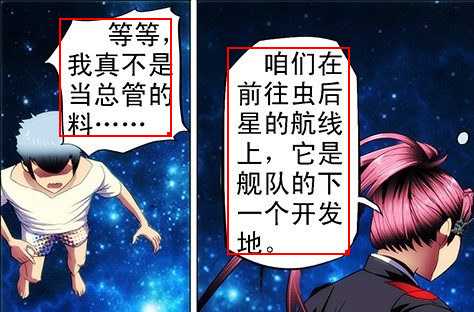 等等，
我真不是
当总管的
料……
咱们在
前往虫后
星的航线
上，它是
舰队的下
一个开发
地。